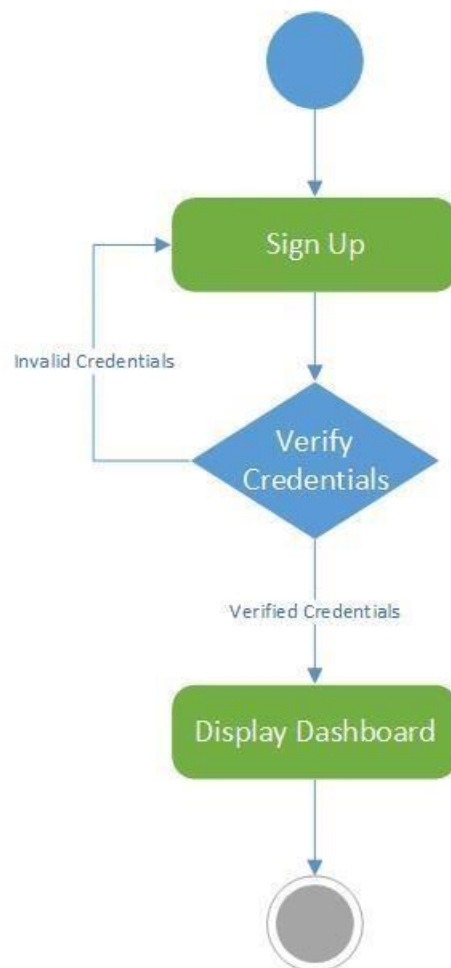 Sign Up
Invalid Credentials
Verify
Credentials
Verified Credentials
Display Dashboard